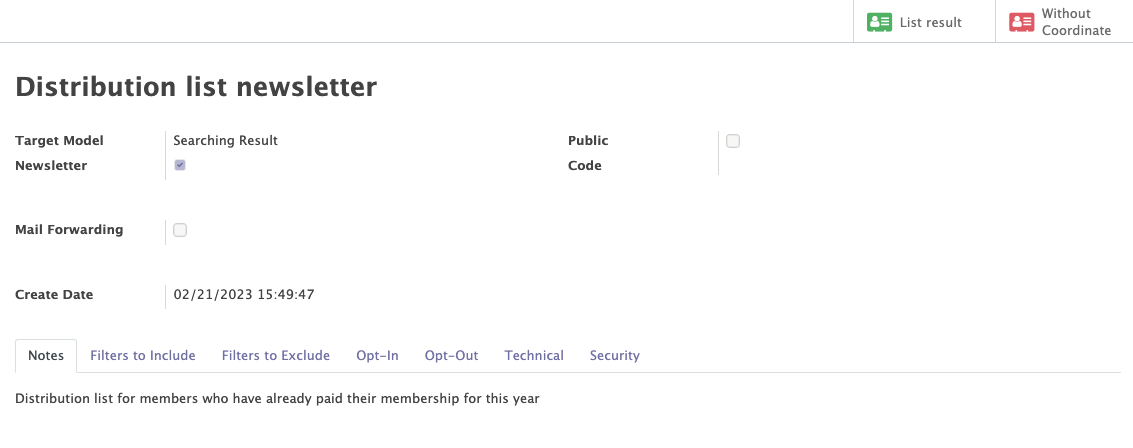 List result
Without
Coordinate
Distribution list newsletter
Target Model Searching Result Public
Newsletter Code
Mail Forwarding
Create Date 02/21/2023 15:49:47
Notes Filters to Include Filters to Exclude Opt-In Opt-Out Technical Security
Distribution list for members who have already paid their membership for this year